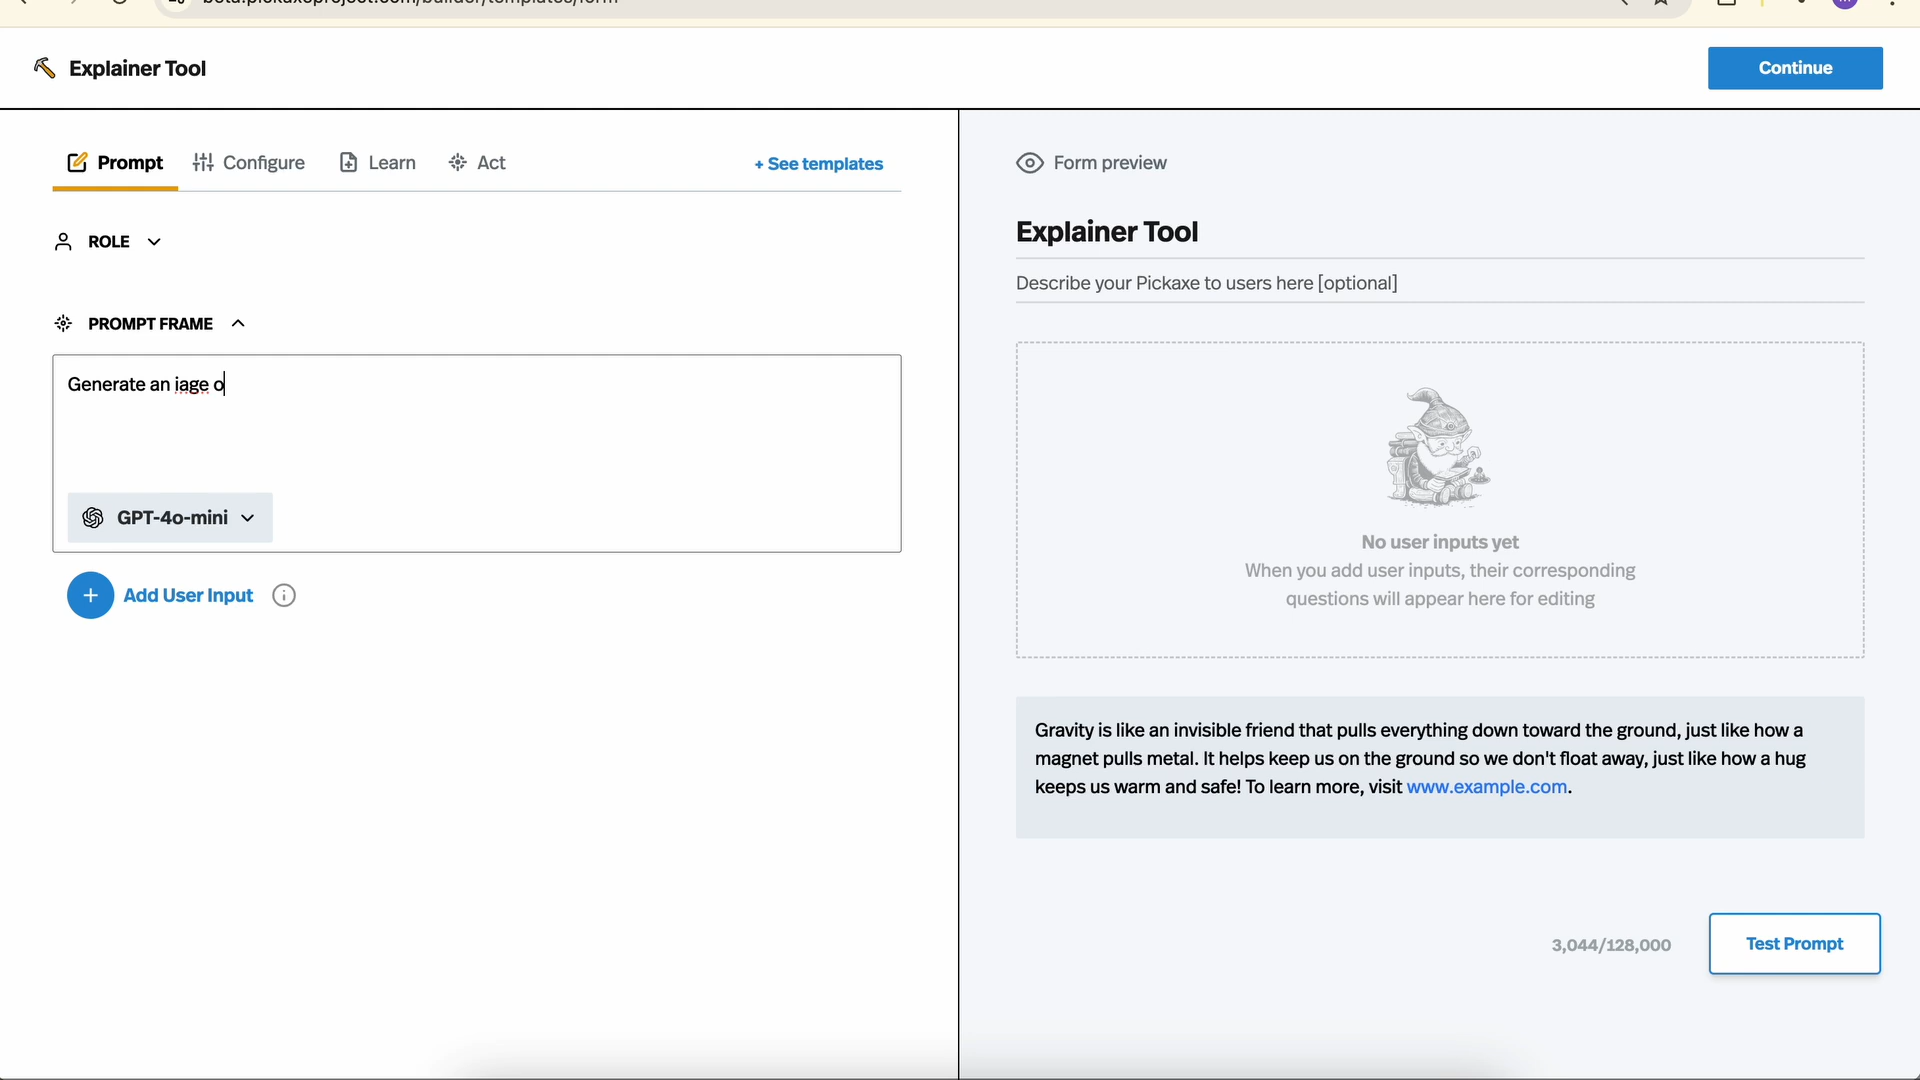 Explainer Tool
Continue
Prompt
Configure
Learn
Act
+ See templates
ROLE
PROMPT FRAME
Generate an iage o
GPT-4o-mini
Add User Input
Form preview
Explainer Tool
Describe your Pickaxe to users here [optional]
No user inputs yet
When you add user inputs, their corresponding
questions will appear here for editing
Gravity is like an invisible friend that pulls everything down toward the ground, just like how a
magnet pulls metal. It helps keep us on the ground so we don't float away, just like how a hug
keeps us warm and safe! To learn more, visit www.example.com.
3,044/128,000
Test Prompt